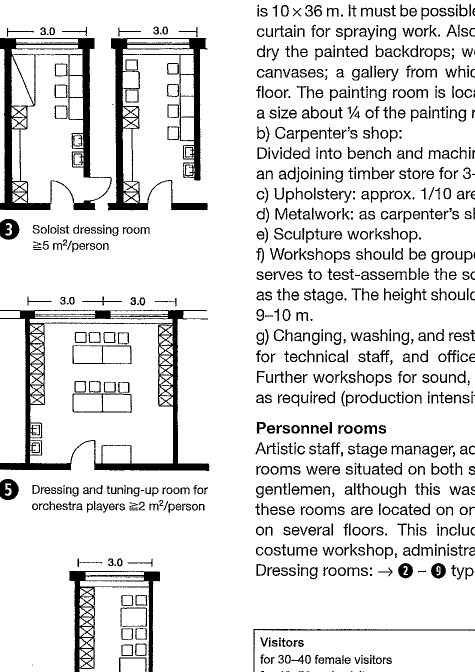 3.0
3.0
3 Soloist dressing room
≧5 m²/person
3.0
3.0
5 Dressing and tuning-up room for
orchestra players ≧2 m²/person
3.0
is 10 × 36 m. It must be possible
curtain for spraying work. Also
dry the painted backdrops; we
canvases; a gallery from whic
floor. The painting room is loca
a size about ¼ of the painting r
b) Carpenter's shop:
Divided into bench and machin
an adjoining timber store for 3-
c) Upholstery: approx. 1/10 are
d) Metalwork: as carpenter's sh
e) Sculpture workshop.
f) Workshops should be groupe
serves to test-assemble the sc
as the stage. The height should
9–10 m.
g) Changing, washing, and rest
for technical staff, and office
Further workshops for sound,
as required (production intensit
Personnel rooms
Artistic staff, stage manager, ad
rooms were situated on both s
gentlemen, although this was
these rooms are located on on
on several floors. This includ
costume workshop, administra
Dressing rooms: → 2 – 9 typ
Visitors
for 30–40 female visitors